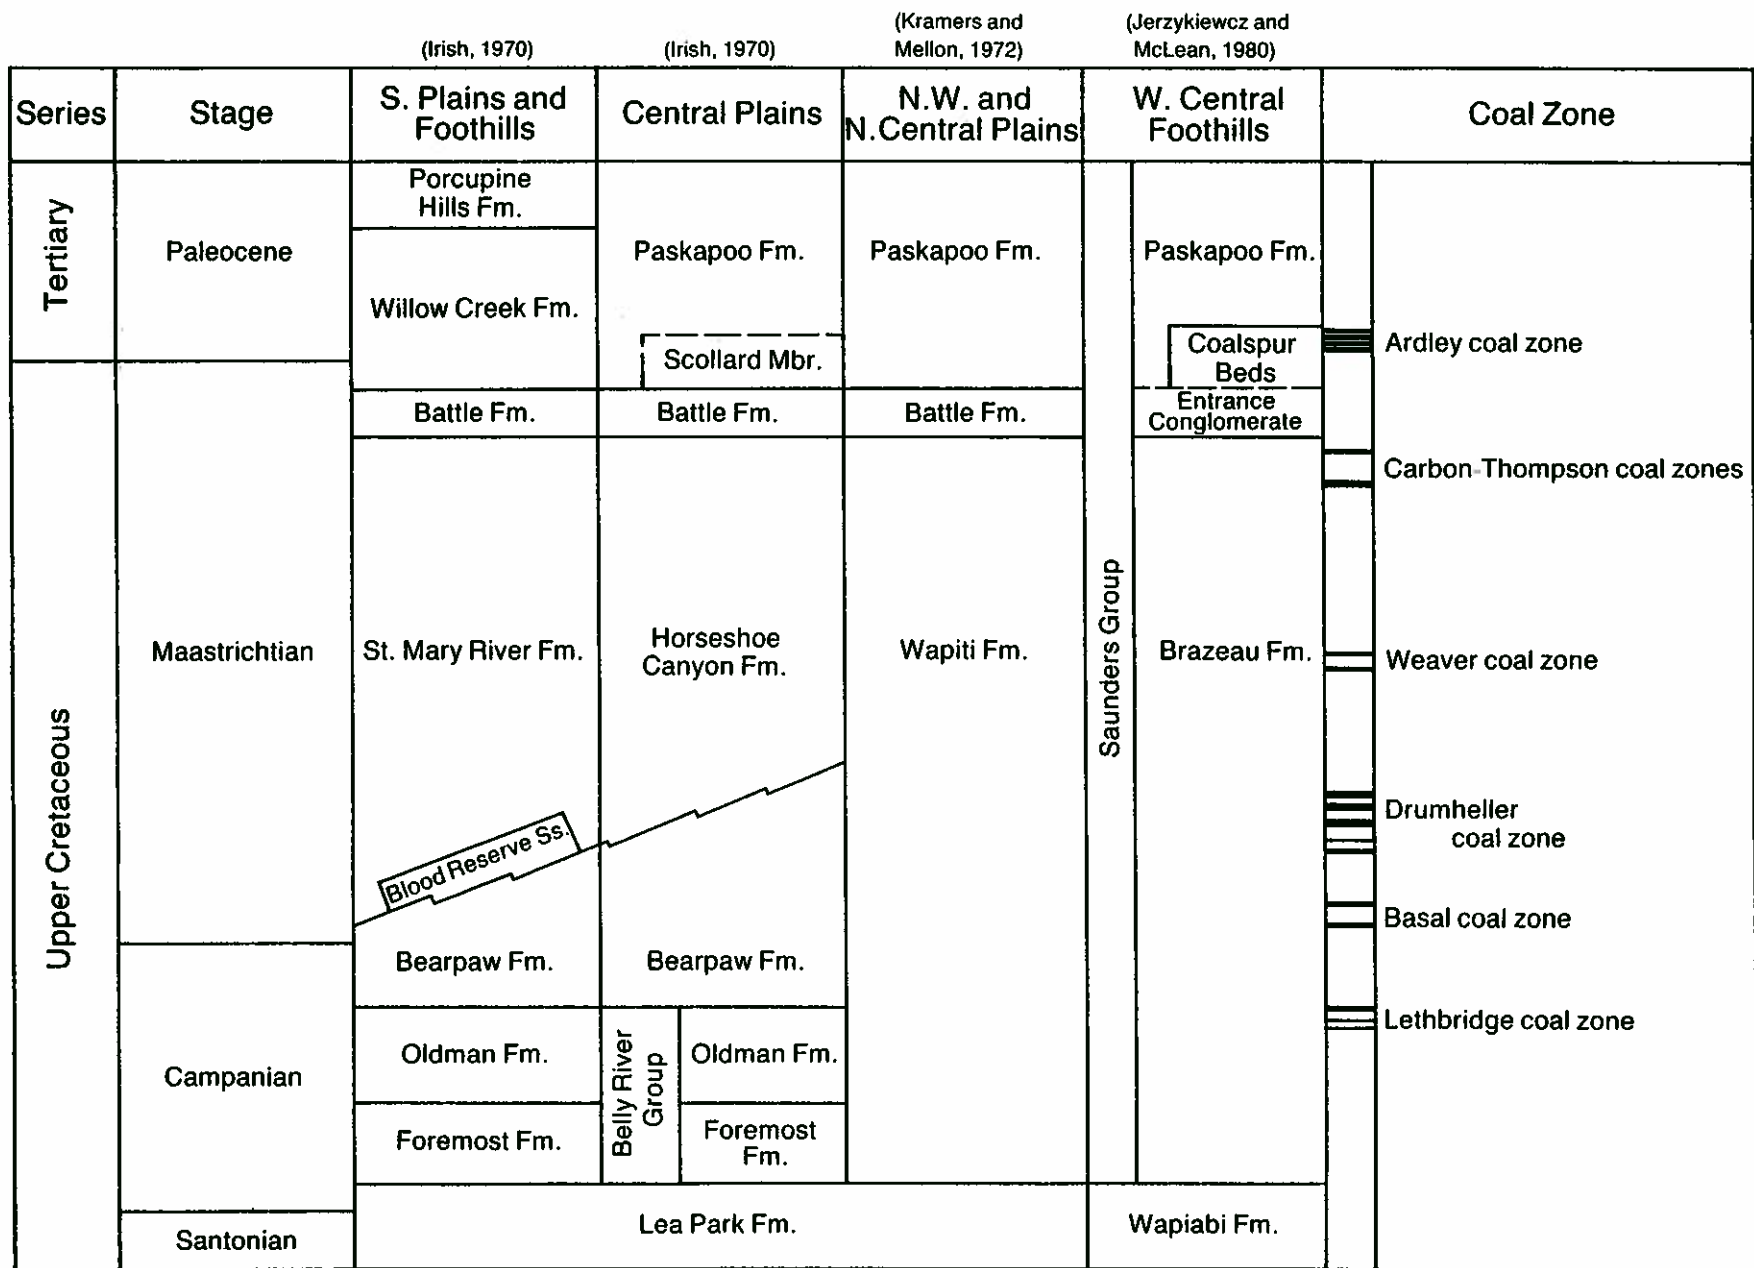 (Irish, 1970)
(Irish, 1970)
(Kramers and
Mellon, 1972)
(Jerzykiewcz and
McLean, 1980)
Series
Stage
S. Plains and
Foothills
Central Plains
N.W. and
N.Central Plains
W. Central
Foothills
Coal Zone
Tertiary
Upper Cretaceous
Paleocene
Maastrichtian
Campanian
Santonian
Porcupine
Hills Fm.
Willow Creek Fm.
Battle Fm.
St. Mary River Fm.
Blood Reserve Ss.
Bearpaw Fm.
Oldman Fm.
Foremost Fm.
Paskapoo Fm.
Scollard Mbr.
Battle Fm.
Horseshoe
Canyon Fm.
Bearpaw Fm.
Belly River
Group
Oldman Fm.
Foremost
Fm.
Lea Park Fm.
Paskapoo Fm.
Battle Fm.
Wapiti Fm.
Saunders Group
Paskapoo Fm.
Coalspur
Beds
Entrance
Conglomerate
Brazeau Fm.
Wapiabi Fm.
Ardley coal zone
Carbon-Thompson coal zones
Weaver coal zone
Drumheller
coal zone
Basal coal zone
Lethbridge coal zone